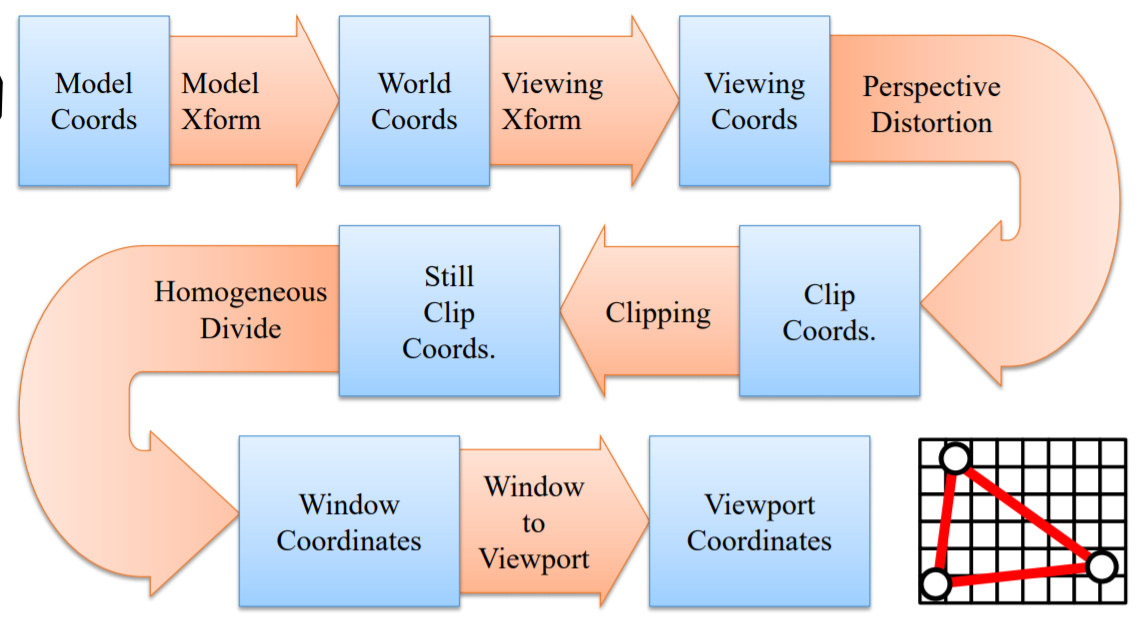 Model
Coords
Model
Xform
World
Coords
Viewing
Xform
Viewing
Coords
Perspective
Distortion
Clip
Coords.
Clipping
Still
Clip
Coords.
Homogeneous
Divide
Window
Coordinates
Window
to
Viewport
Viewport
Coordinates